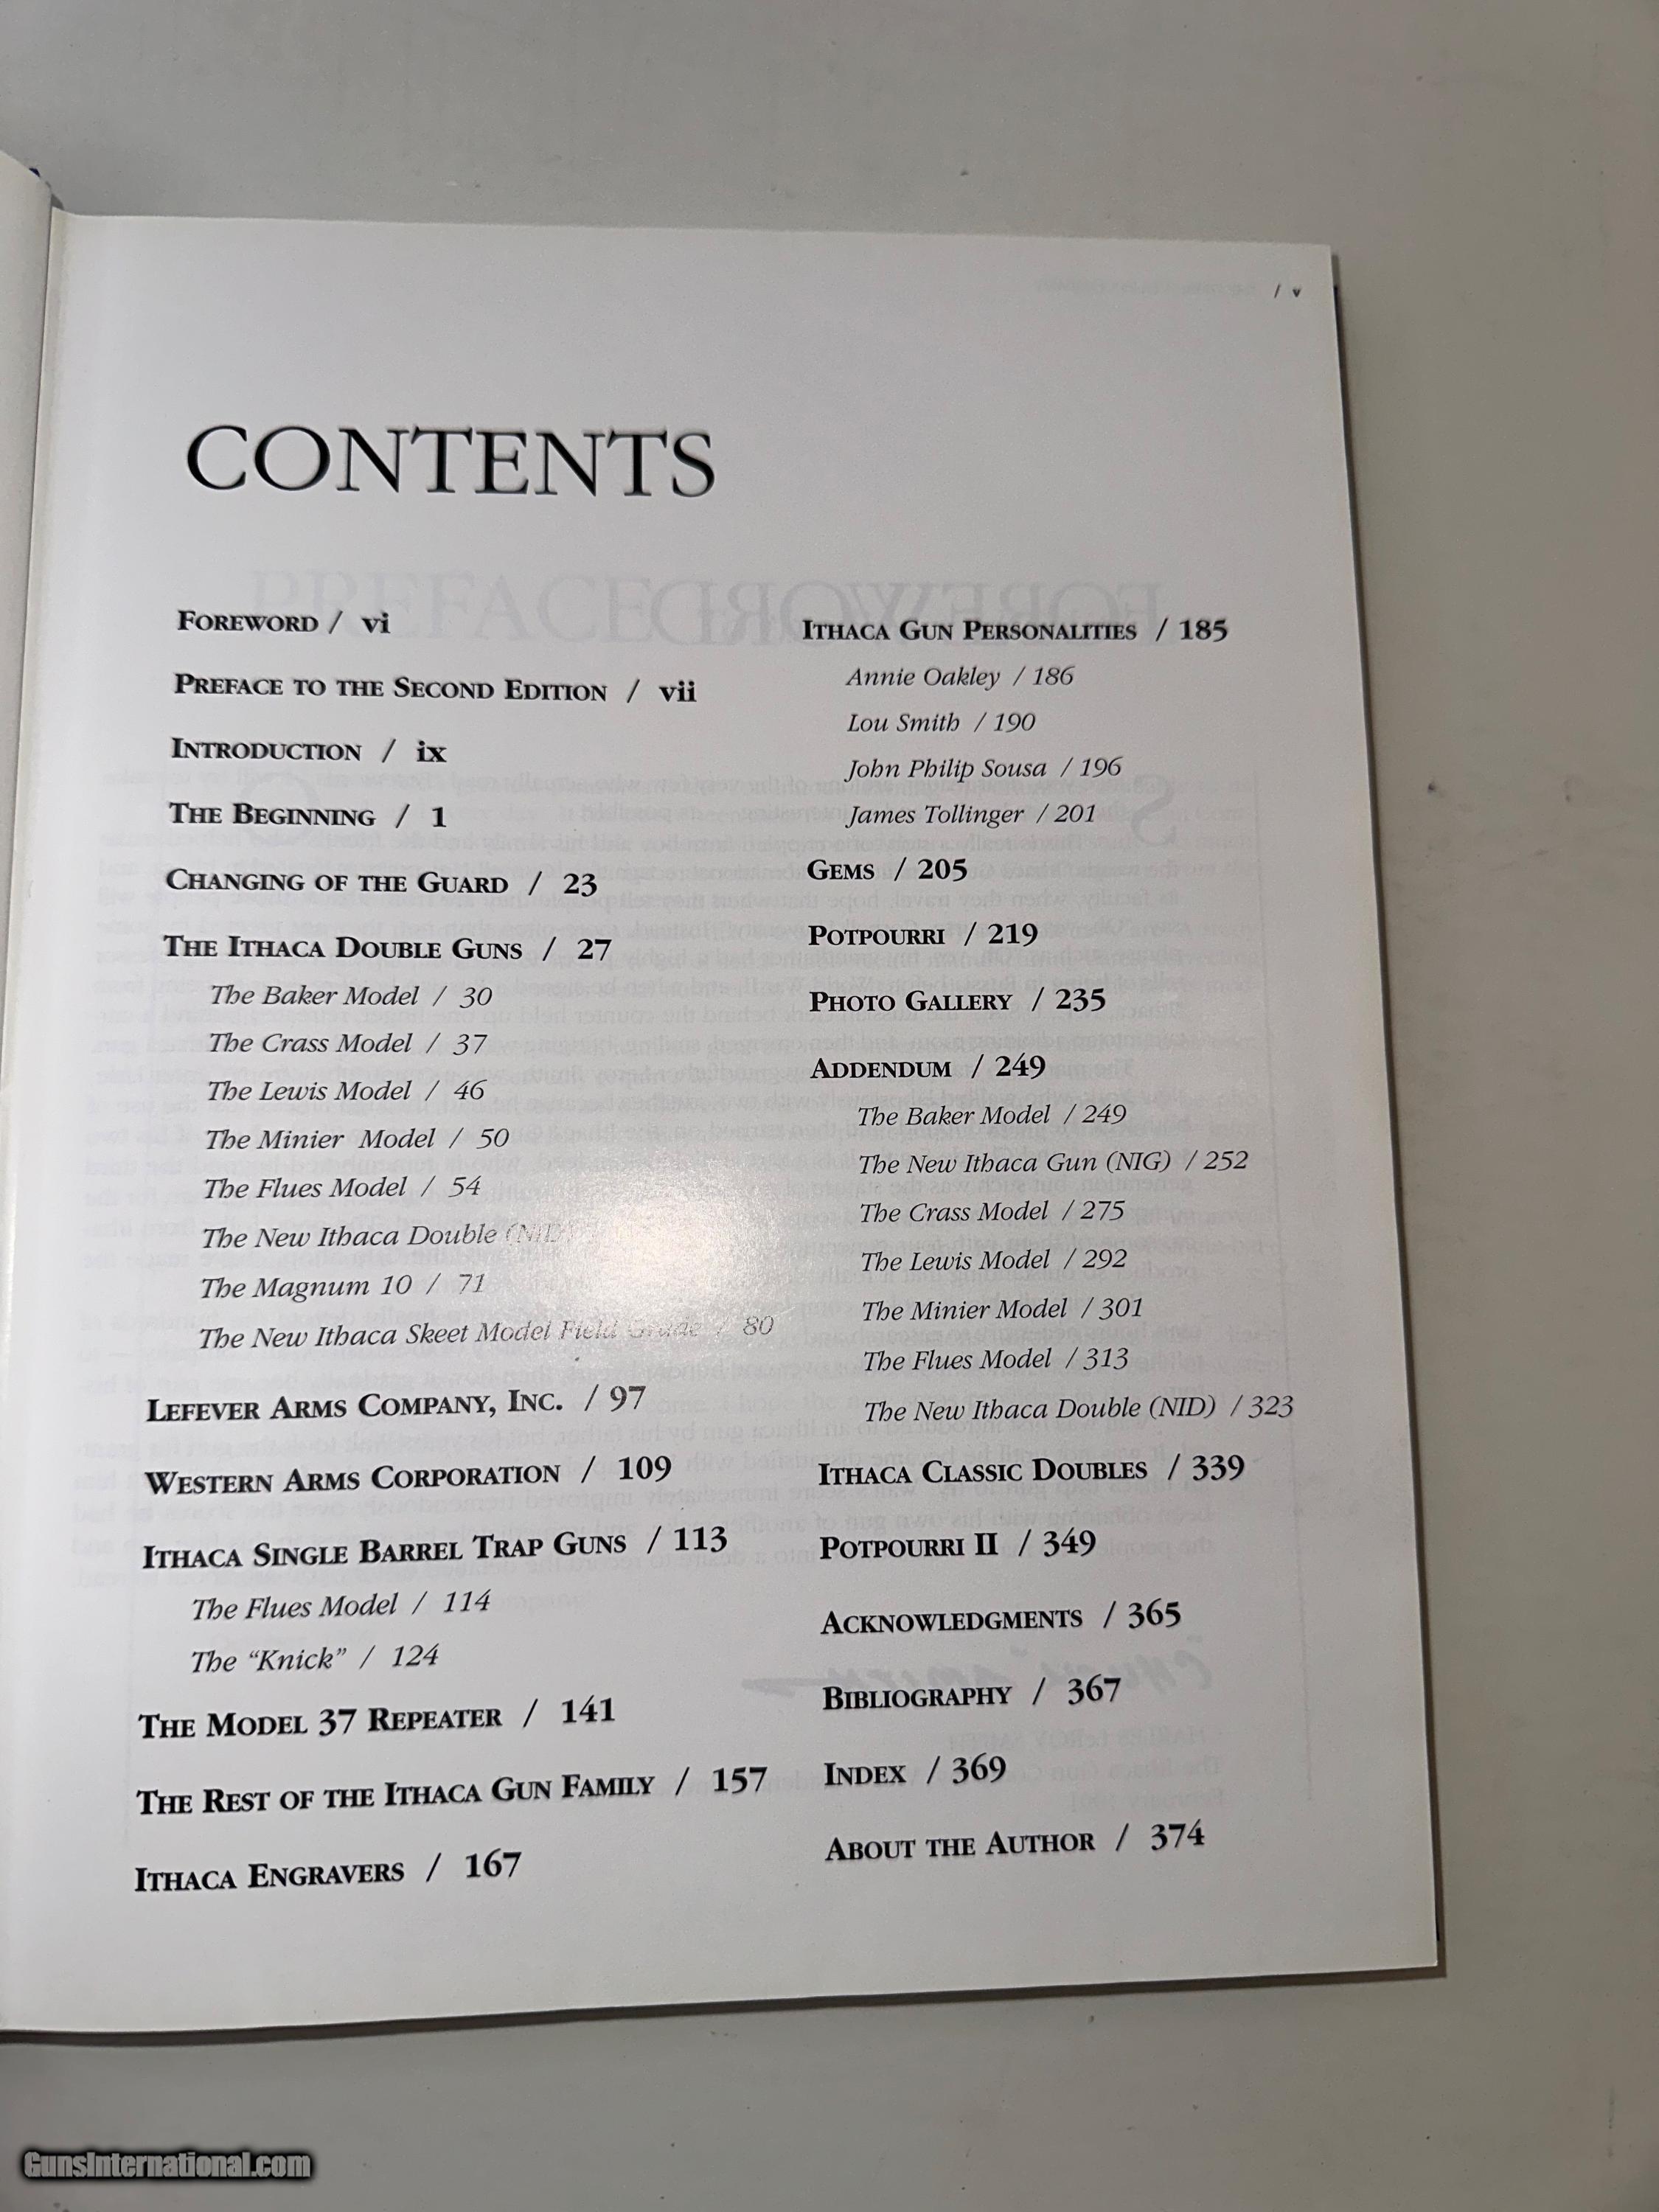 / v
CONTENTS
FOREWORD / vi
PREFACE TO THE SECOND EDITION / vii
INTRODUCTION / ix
THE BEGINNING / 1
CHANGING OF THE GUARD / 23
THE ITHACA DOUBLE GUNS / 27
The Baker Model / 30
The Crass Model / 37
The Lewis Model / 46
The Minier Model / 50
The Flues Model / 54
The New Ithaca Double (NID)
The Magnum 10 / 71
The New Ithaca Skeet Model Field Grade / 80
LEFEVER ARMS COMPANY, INC. / 97
WESTERN ARMS CORPORATION / 109
ITHACA SINGLE BARREL TRAP GUNS / 113
The Flues Model / 114
The “Knick” / 124
THE MODEL 37 REPEATER / 141
THE REST OF THE ITHACA GUN FAMILY / 157
ITHACA ENGRAVERS / 167
ITHACA GUN PERSONALITIES / 185
Annie Oakley / 186
Lou Smith / 190
John Philip Sousa / 196
James Tollinger / 201
GEMS / 205
POTPOURRI / 219
PHOTO GALLERY / 235
ADDENDUM / 249
The Baker Model / 249
The New Ithaca Gun (NIG) / 252
The Crass Model / 275
The Lewis Model / 292
The Minier Model / 301
The Flues Model / 313
The New Ithaca Double (NID) / 323
ITHACA CLASSIC DOUBLES / 339
POTPOURRI II / 349
ACKNOWLEDGMENTS / 365
BIBLIOGRAPHY / 367
INDEX / 369
ABOUT THE AUTHOR / 374
GunsInternational.com